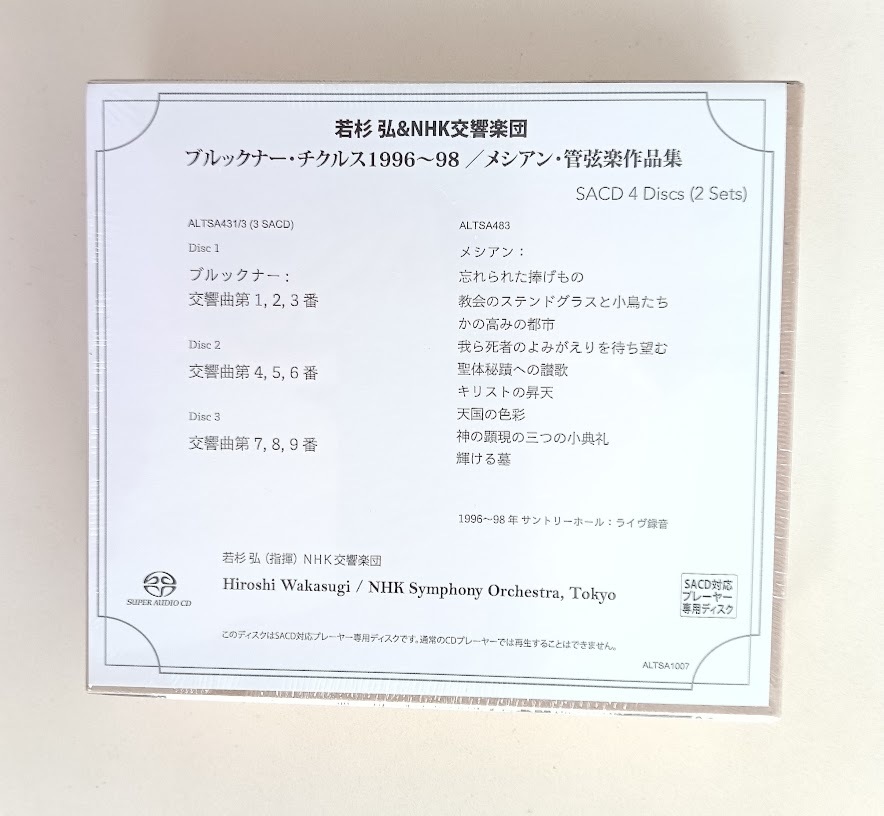 若杉 弘&NHK交響楽団
ブルックナー・チクルス1996〜98 ／メシアン・管弦楽作品集
SACD 4 Discs (2 Sets)
ALTSA431/3 (3 SACD)
Disc 1
ブルックナー：
交響曲第 1, 2, 3 番
Disc 2
交響曲第 4, 5, 6 番
Disc 3
交響曲第 7, 8, 9 番
ALTSA483
メシアン：
忘れられた捧げもの
教会のステンドグラスと小鳥たち
かの高みの都市
我ら死者のよみがえりを待ち望む
聖体秘蹟への讃歌
キリストの昇天
天国の色彩
神の顕現の三つの小典礼
輝ける墓
1996〜98 年 サントリーホール：ライヴ録音
若杉 弘（指揮）NHK交響楽団
Hiroshi Wakasugi / NHK Symphony Orchestra, Tokyo
SUPER AUDIO CD
SACD対応
プレーヤー
専用ディスク
このディスクはSACD対応プレーヤー専用ディスクです。通常のCDプレーヤーでは再生することはできません。
ALTSA1007